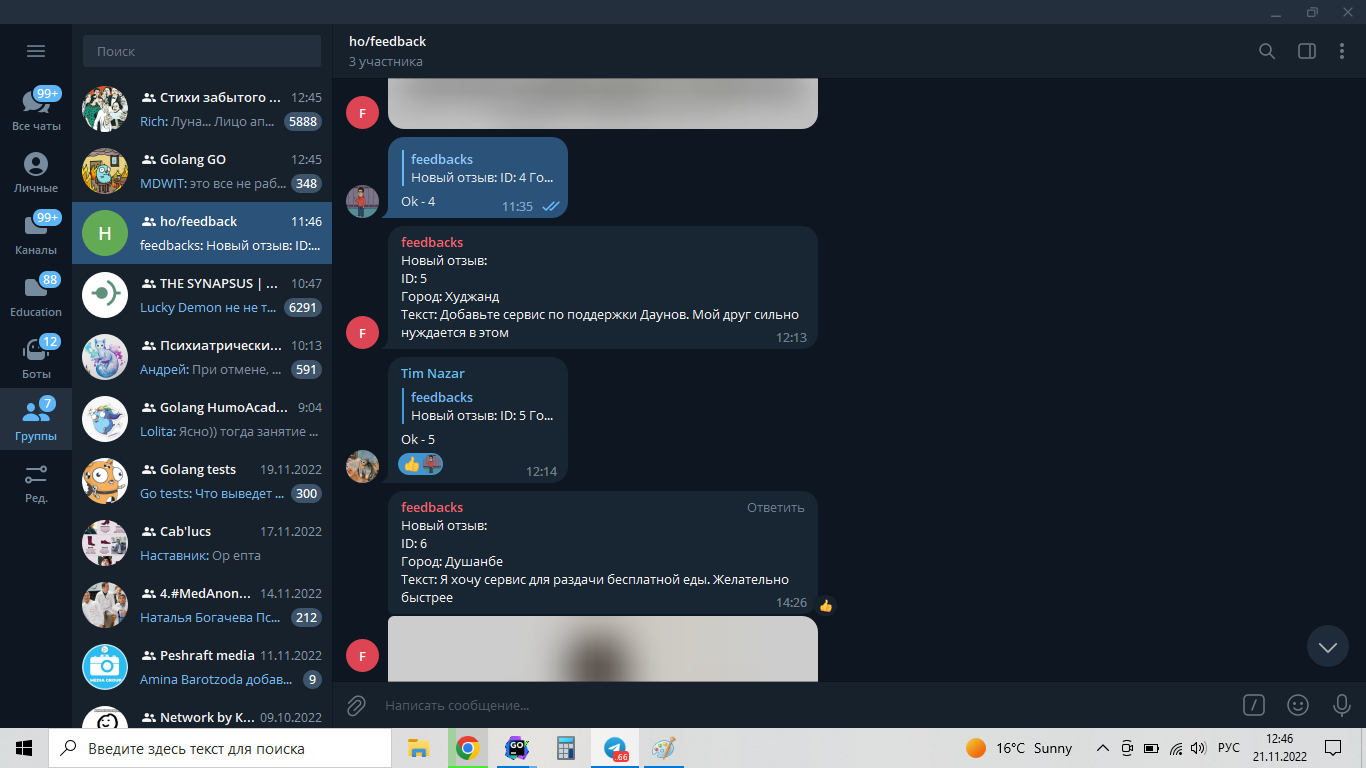 Поиск
ho/feedback
3 участника
99+
Все чаты
Личные
99+
Каналы
88
Education
12
Боты
7
Группы
Ред.
Стихи забытого ... 12:45
Rich: Луна... Лицо ап... 5888
Golang GO 12:45
MDWIT: это все не раб... 348
ho/feedback 11:46
H
feedbacks: Новый отзыв: ID:...
THE SYNAPSUS | ... 10:47
Lucky Demon не не т... 6291
Психиатрически... 10:13
Андрей: При отмене, ... 591
Golang HumoAcad... 9:04
Lolita: Ясно)) тогда занятие ...
Golang tests 19.11.2022
Go tests: Что выведет ... 300
Cab'lucs 17.11.2022
Наставник: Ор епта
4.#MedAnon... 14.11.2022
Наталья Богачева Пс... 212
Peshraft media 11.11.2022
MEDIA GROUP
Amina Barotzoda добав... 9
Network by K... 09.10.2022
F
feedbacks
Новый отзыв: ID: 4 Го...
Ok - 4 11:35
feedbacks
Новый отзыв:
ID: 5
Город: Худжанд
Текст: Добавьте сервис по поддержки Даунов. Мой друг сильно
нуждается в этом
F 12:13
Tim Nazar
feedbacks
Новый отзыв: ID: 5 Го...
Ok - 5
12:14
feedbacks Ответить
Новый отзыв:
ID: 6
Город: Душанбе
Текст: Я хочу сервис для раздачи бесплатной еды. Желательно
быстрее
14:26
F
Написать сообщение...
Введите здесь текст для поиска
GO
.66
16°C Sunny
РУС
12:46
21.11.2022